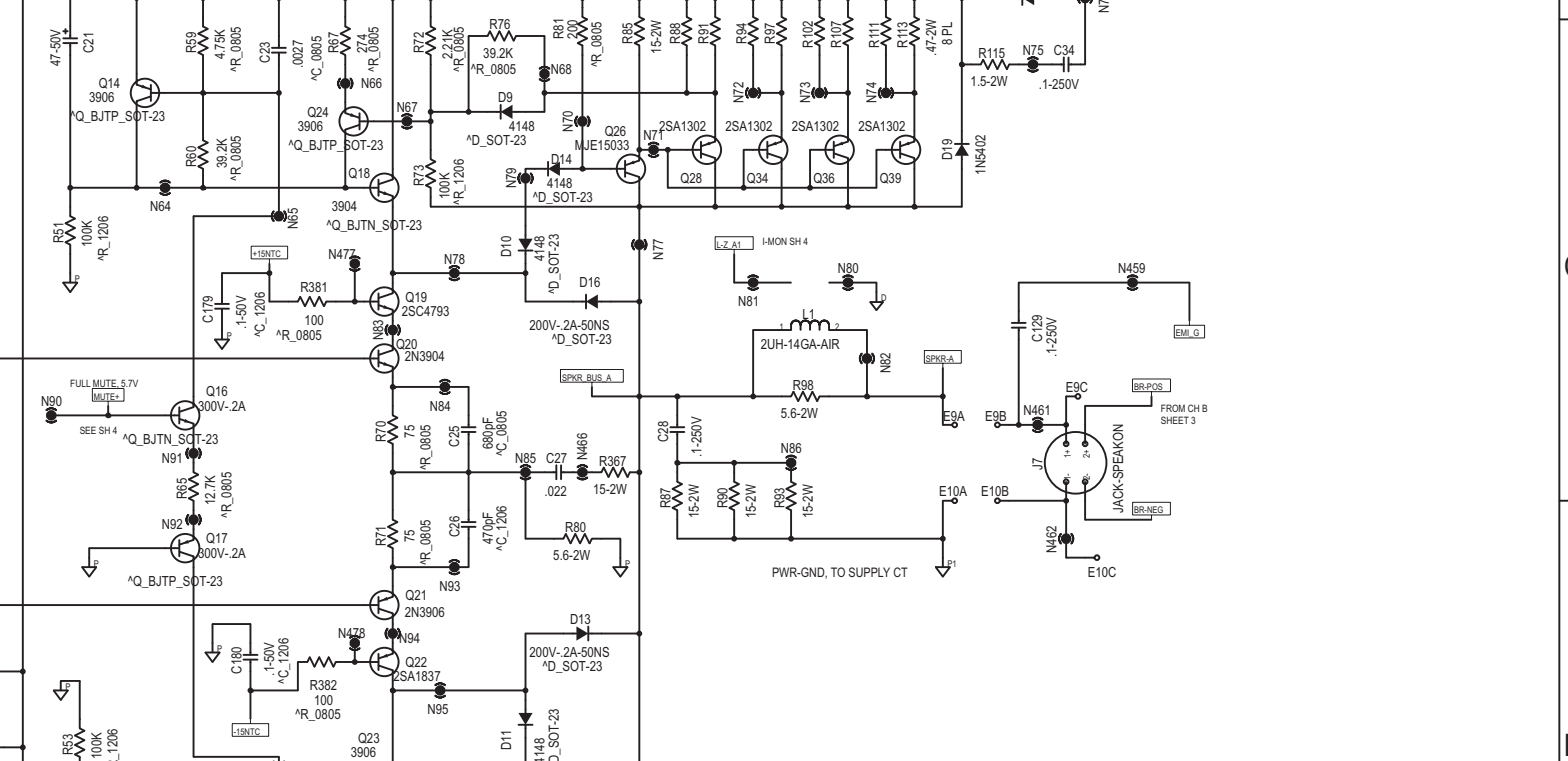 47-50V
C21
R59
4.75K
^R_0805
C23
.0027
^C_0805
R67
274
^R_0805
R72
2.21K
^R_0805
R76
39.2K
^R_0805
N68
R81
200
^R_0805
R85
15-2W
R88
R91
R94
R97
R102
R107
R111
R113
.47-2W
8 PL
R115
1.5-2W
N75
C34
.1-250V
Q14
3906
^Q_BJTP_SOT-23
N66
Q24
3906
^Q_BJTP_SOT-23
N67
D9
4148
^D_SOT-23
N70
Q26
MJE15033
N71
N72
N73
N74
2SA1302
2SA1302
2SA1302
2SA1302
Q28
Q34
Q36
Q39
D19
1N5402
R60
39.2K
^R_0805
Q18
3904
^Q_BJTN_SOT-23
R73
100K
^R_1206
N79
D14
4148
^D_SOT-23
N64
N65
R51
100K
^R_1206
P
+15NTC
N477
C179
.1-50V
^C_1206
P
R381
100
^R_0805
Q19
2SC4793
N78
D10
4148
^D_SOT-23
D16
200V-.2A-50NS
^D_SOT-23
N77
L-Z_A1
I-MON SH 4
N81
N80
D
N83
Q20
2N3904
L1
1
2
2UH-14GA-AIR
N82
SPKR-A
SPKR_BUS_A
R98
5.6-2W
C129
.1-250V
N459
EMI_G
FULL MUTE, 5.7V
MUTE+
N90
SEE SH 4
Q16
300V-.2A
^Q_BJTN_SOT-23
N91
R65
12.7K
^R_0805
N92
Q17
300V-.2A
^Q_BJTP_SOT-23
P
N84
R70
75
^R_0805
C25
680pF
^C_0805
N85
C27
.022
N466
R367
15-2W
R71
75
^R_0805
C26
470pF
^C_1206
N93
R80
5.6-2W
P
C28
.1-250V
N86
R87
15-2W
R90
15-2W
R93
15-2W
PWR-GND, TO SUPPLY CT
P1
E9A
E9B
N461
E9C
BR-POS
FROM CH B
SHEET 3
1+
2+
J7
JACK-SPEAKON
BR-NEG
E10A
E10B
N462
E10C
Q21
2N3906
N94
P
C180
.1-50V
^C_1206
N478
R382
100
^R_0805
-15NTC
Q22
2SA1837
N95
D13
200V-.2A-50NS
^D_SOT-23
D11
4148
D_SOT-23
Q23
3906
P
R53
100K
_1206